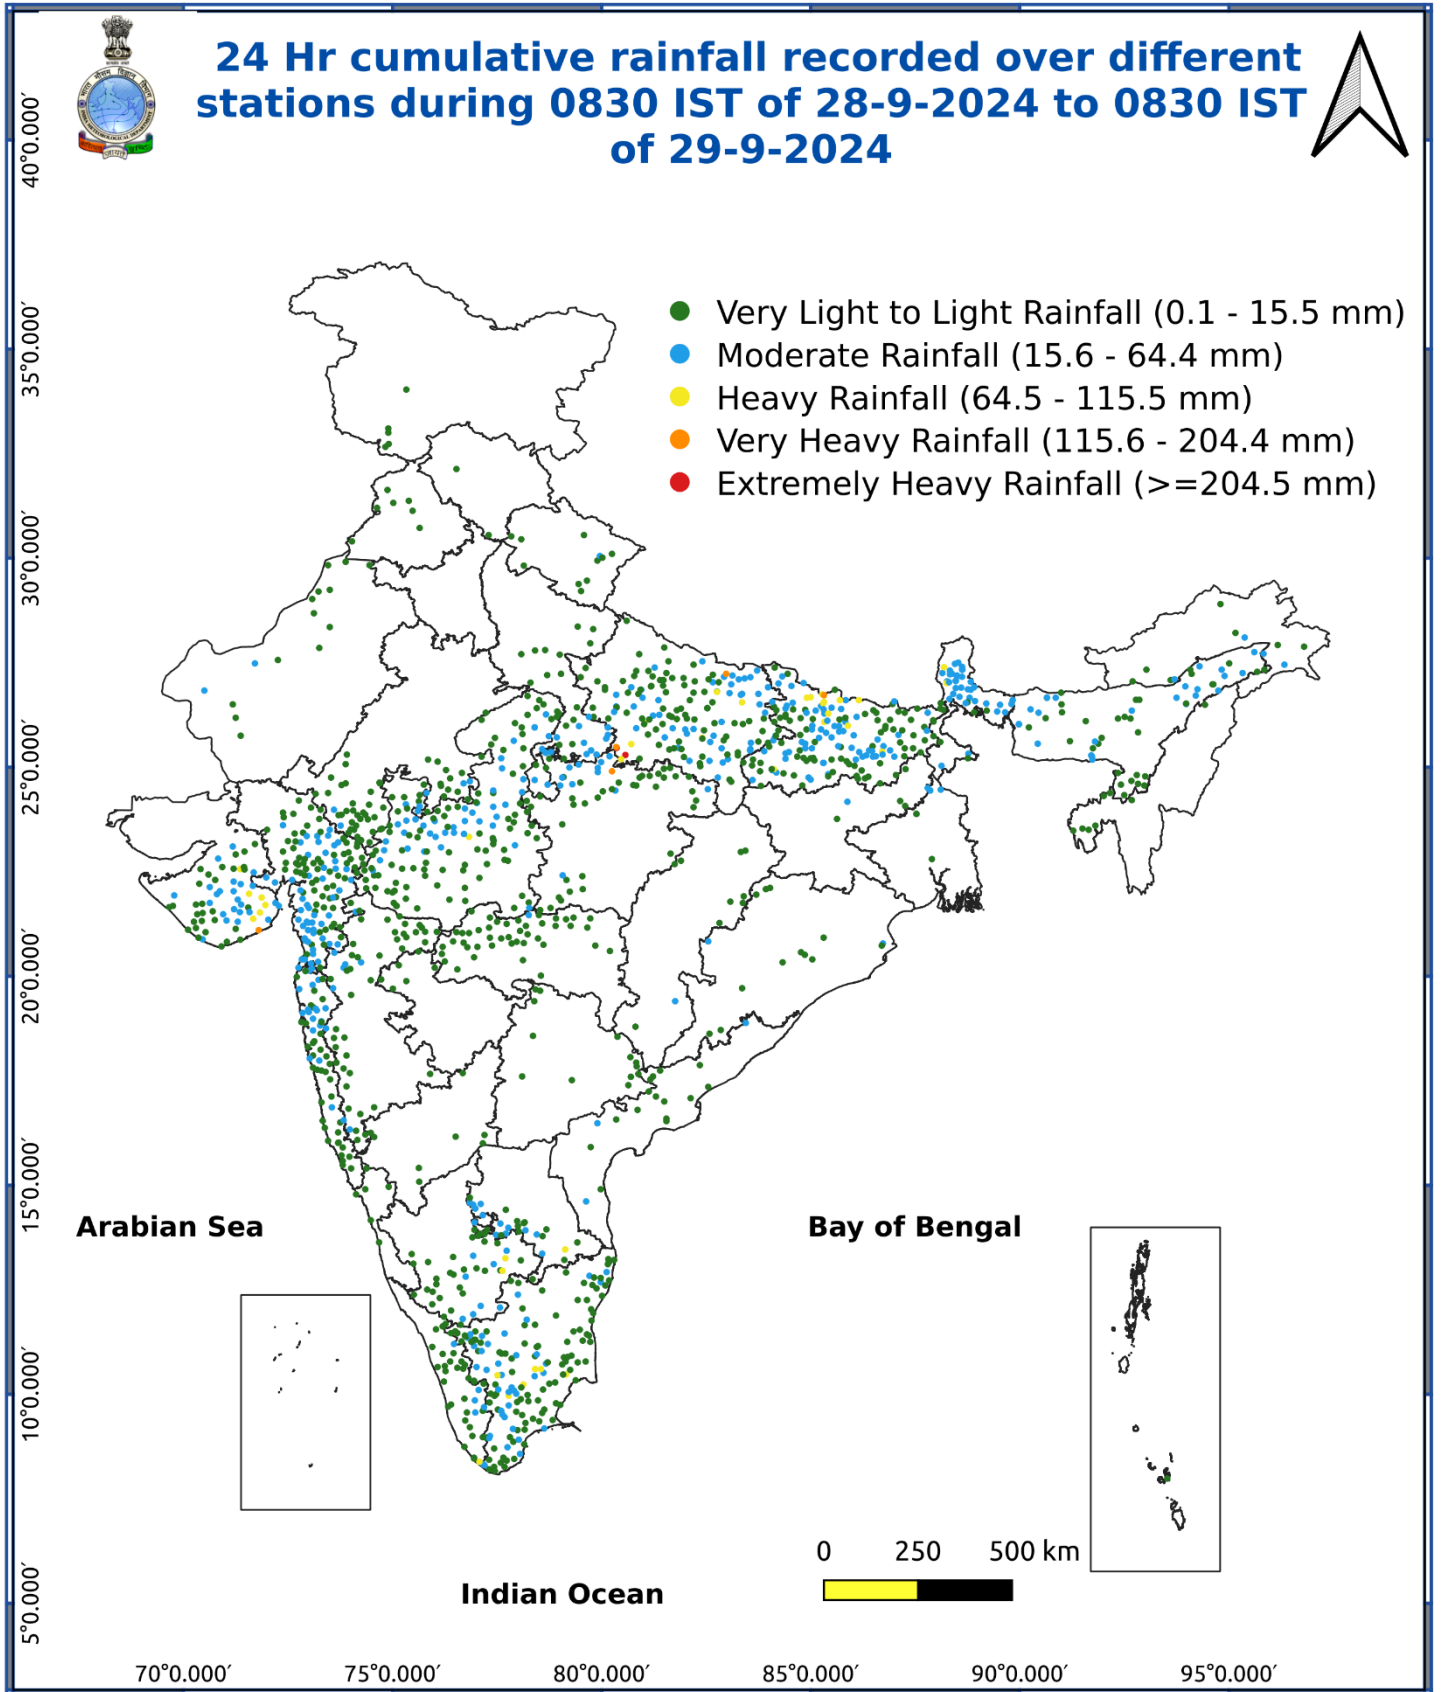 24 Hr cumulative rainfall recorded over different
stations during 0830 IST of 28-9-2024 to 0830 IST
of 29-9-2024
Very Light to Light Rainfall (0.1 - 15.5 mm)
Moderate Rainfall (15.6 - 64.4 mm)
Heavy Rainfall (64.5 - 115.5 mm)
Very Heavy Rainfall (115.6 - 204.4 mm)
Extremely Heavy Rainfall (>=204.5 mm)
40°0.000′
35°0.000′
30°0.000′
25°0.000′
20°0.000′
15°0.000′
10°0.000′
5°0.000′
Arabian Sea
Bay of Bengal
Indian Ocean
0 250 500 km
70°0.000′ 75°0.000′ 80°0.000′ 85°0.000′ 90°0.000′ 95°0.000′